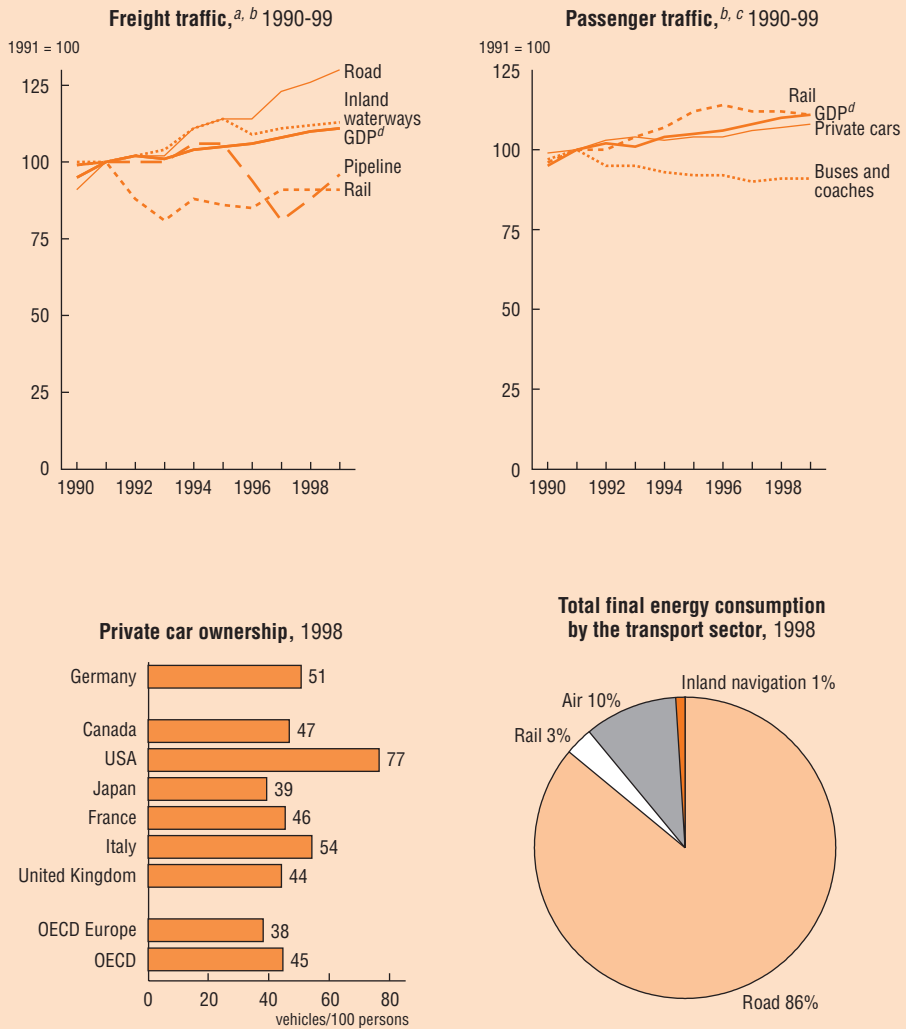 Freight traffic,a, b 1990-99
1991 = 100
125
100
75
50
25
0
1990 1992 1994 1996 1998
Road
Inland
waterways
GDPd
Pipeline
Rail
Passenger traffic,b, c 1990-99
1991 = 100
125
100
75
50
25
0
1990 1992 1994 1996 1998
Rail
GDPd
Private cars
Buses and
coaches
Private car ownership, 1998
Germany 51
Canada 47
USA 77
Japan 39
France 46
Italy 54
United Kingdom 44
OECD Europe 38
OECD 45
0 20 40 60 80
vehicles/100 persons
Total final energy consumption
by the transport sector, 1998
Inland navigation 1%
Air 10%
Rail 3%
Road 86%